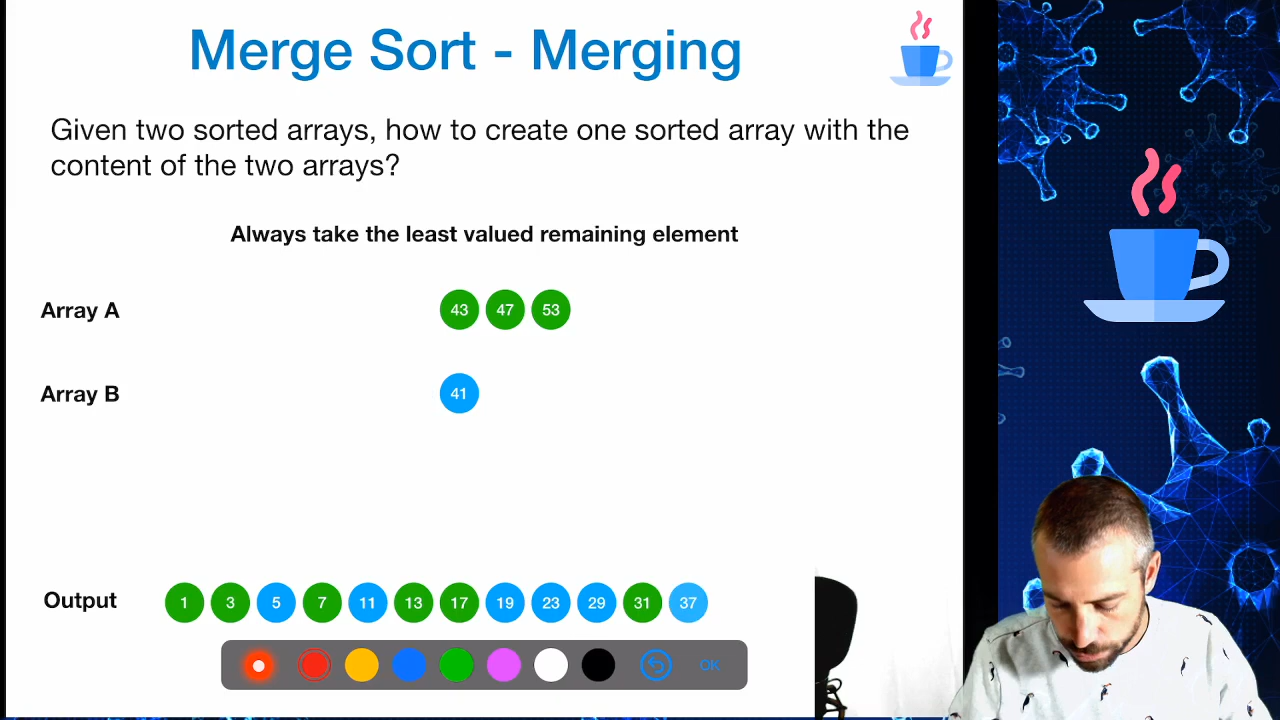 Merge Sort - Merging
Given two sorted arrays, how to create one sorted array with the
content of the two arrays?
Always take the least valued remaining element
Array A 43 47 53
Array B 41
Output 1 3 5 7 11 13 17 19 23 29 31 37
OK